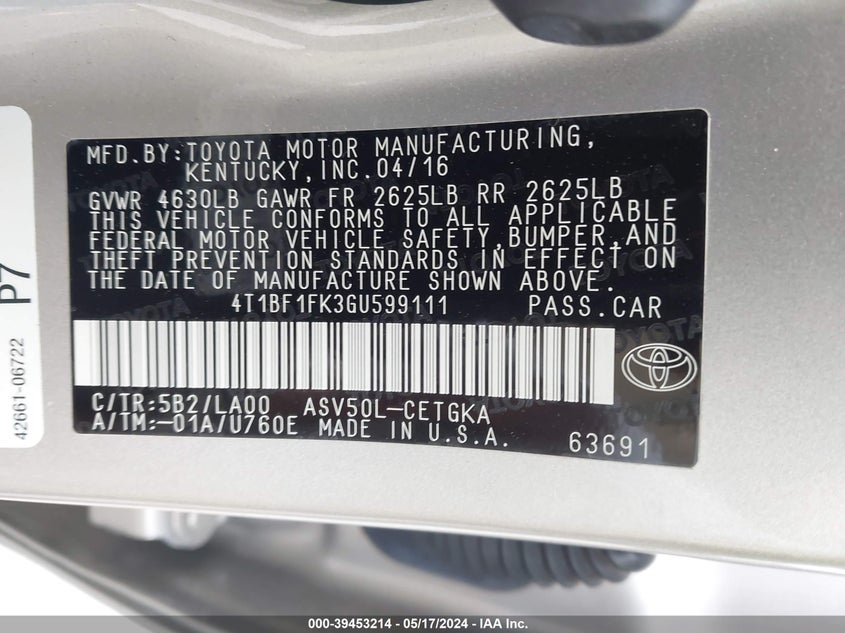 MFD.BY:TOYOTA MOTOR MANUFACTURING,
KENTUCKY,INC.04/16
GVWR 4630LB GAWR FR 2625LB RR 2625LB
THIS VEHICLE CONFORMS TO ALL APPLICABLE
FEDERAL MOTOR VEHICLE SAFETY,BUMPER,AND
THEFT PREVENTION STANDARDS IN EFFECT ON
THE DATE OF MANUFACTURE SHOWN ABOVE.
4T1BF1FK3GU599111 PASS.CAR
C/TR:5B2/LA00 ASV50L-CETGKA
A/TM:-01A/U760E MADE IN U.S.A. 63691
P7
42661-06722
000-39453214 - 05/17/2024 - IAA Inc.